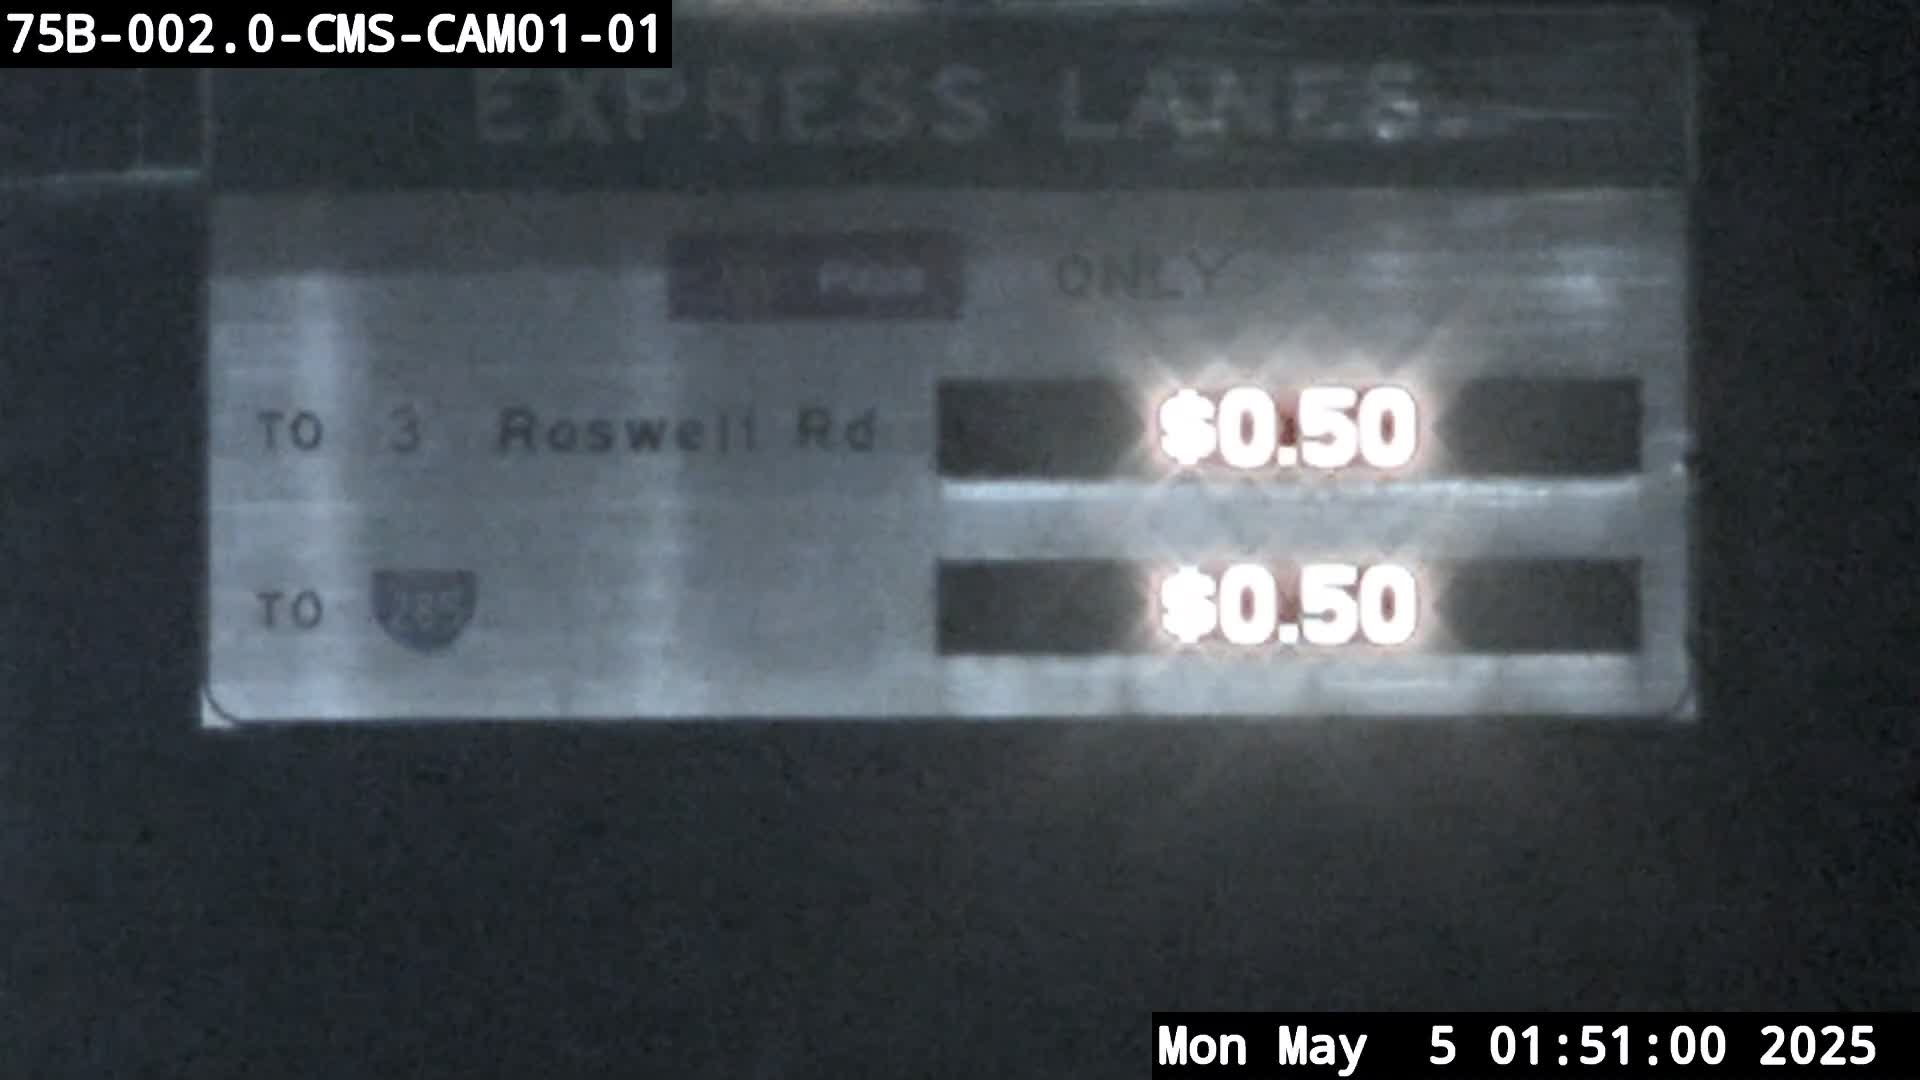 75B-002.0-CMS-CAM01-01
EXPRESS LANES
ONLY
TO 3 Roswell Rd $0.50
TO 285 $0.50
Mon May 5 01:51:00 2025